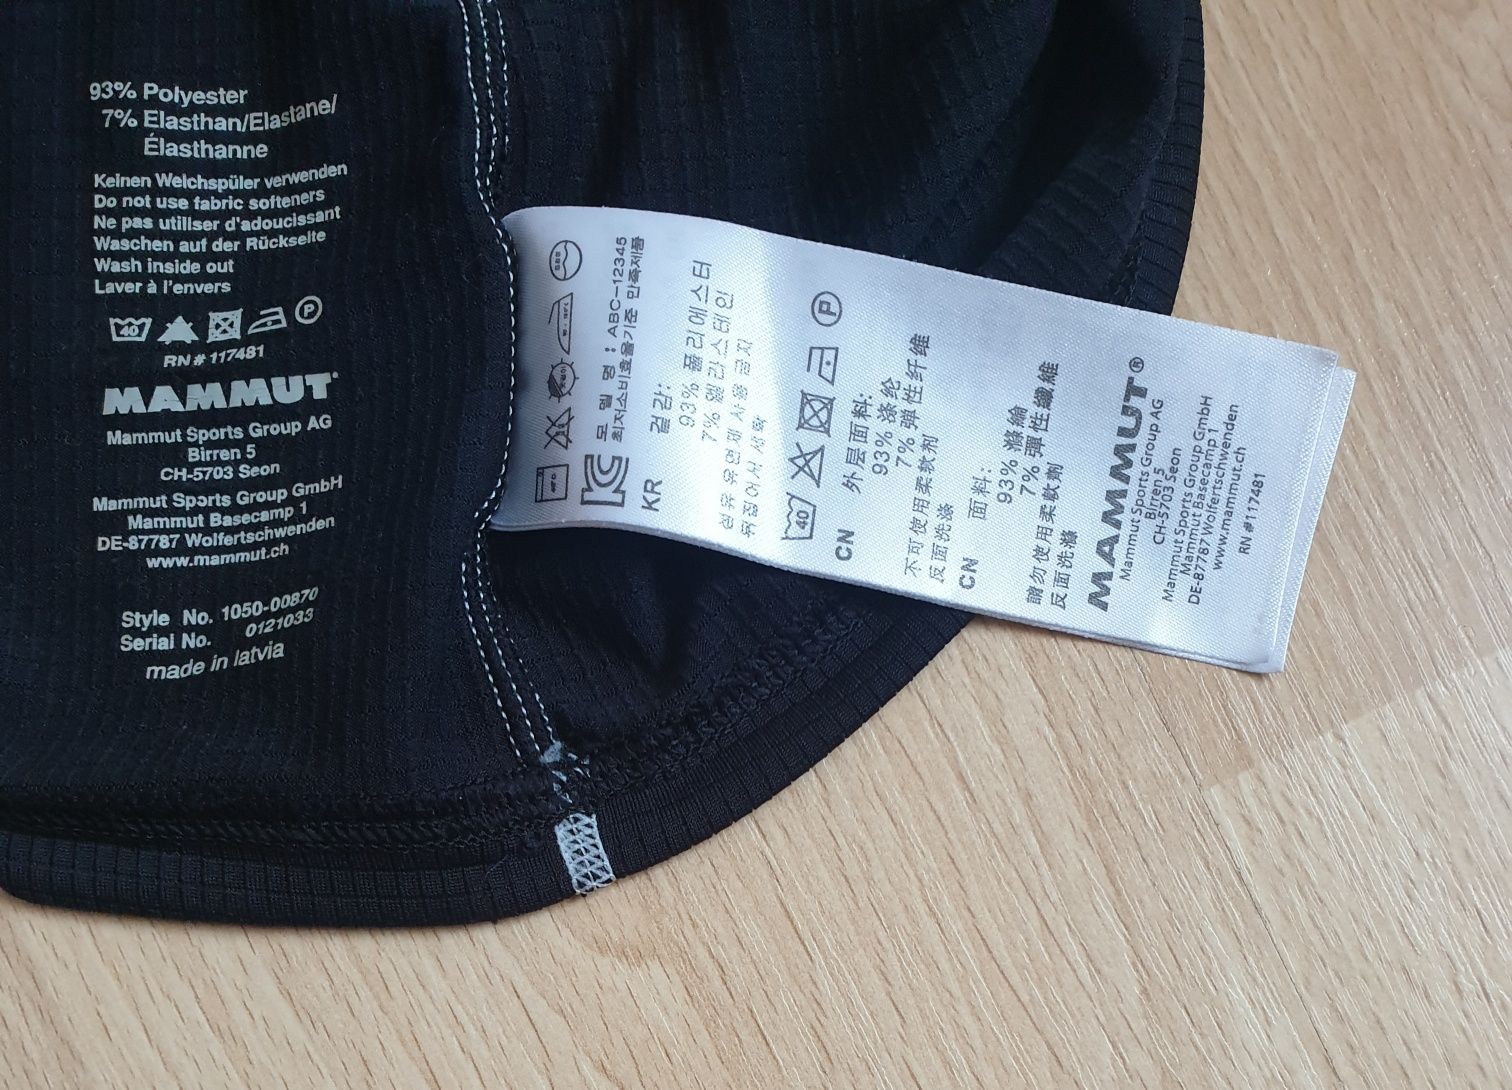 93% Polyester
7% Elasthan/Elastane/
Élasthanne
Keinen Weichspüler verwenden
Do not use fabric softeners
Ne pas utiliser d'adoucissant
Waschen auf der Rückseite
Wash inside out
Laver à l'envers
40
P
RN # 117481
MAMMUT
Mammut Sports Group AG
Birren 5
CH-5703 Seon
Mammut Sports Group GmbH
Mammut Basecamp 1
DE-87787 Wolfertschwenden
www.mammut.ch
Style No. 1050-00870
Serial No. 0121033
made in latvia
모 델 명 : ABC-12345
최저소비효율기준 만족제품
KR
겉감:
93% 폴리에스터
7% 엘라스테인
섬유 유연제 사용 금지
뒤집어서 세탁
40
P
CN
外层面料:
93% 涤纶
7% 弹性纤维
不可使用柔软剂
反面洗涤
CN
面料:
93% 滌綸
7% 彈性纖維
請勿使用柔軟劑
反面洗滌
MAMMUT®
Mammut Sports Group AG
Birren 5
CH-5703 Seon
Mammut Sports Group GmbH
Mammut Basecamp 1
DE-87787 Wolfertschwenden
www.mammut.ch
RN #117481